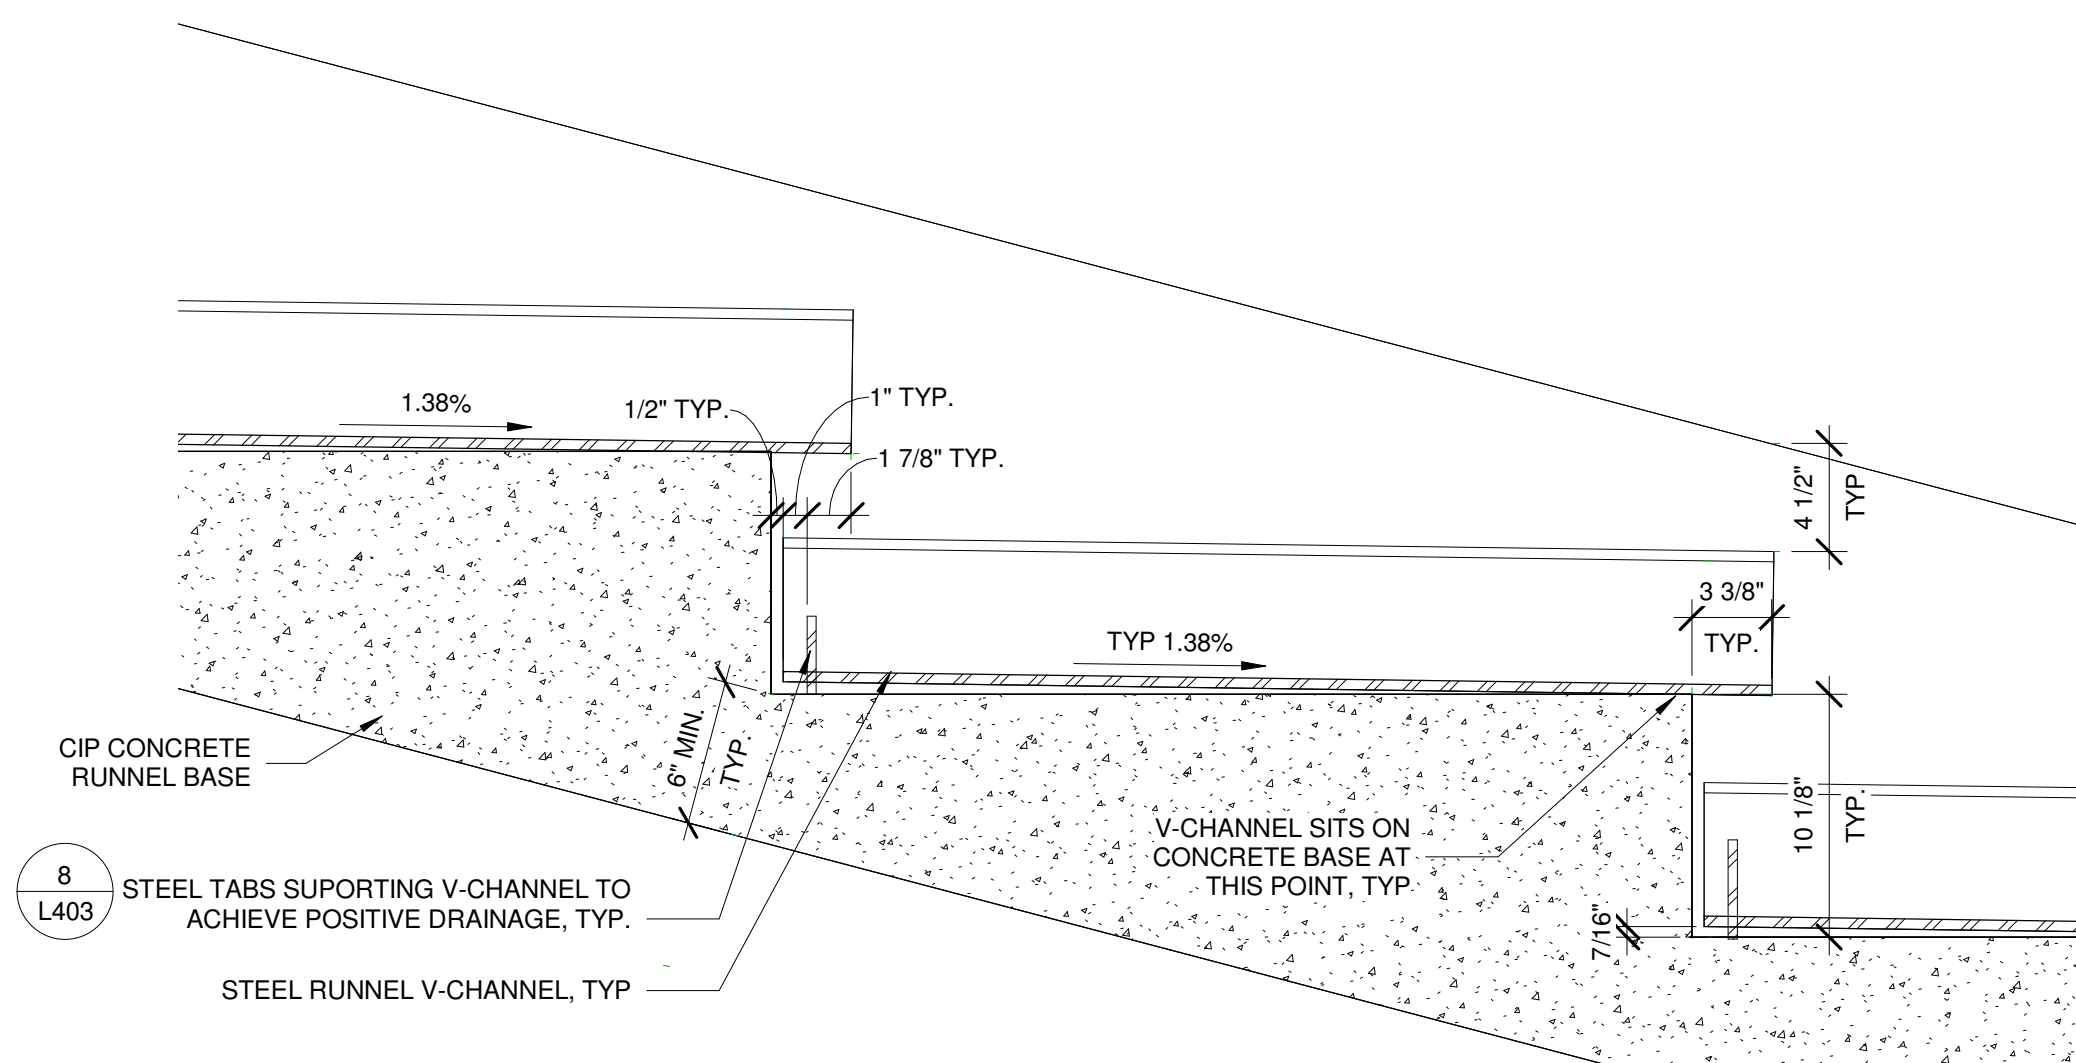 1.38%
1/2" TYP.
1" TYP.
1 7/8" TYP.
4 1/2"
TYP
3 3/8"
TYP.
TYP 1.38%
6" MIN.
TYP.
CIP CONCRETE
RUNNEL BASE
V-CHANNEL SITS ON
CONCRETE BASE AT
THIS POINT, TYP
10 1/8"
TYP.
7/16"
8
L403
STEEL TABS SUPORTING V-CHANNEL TO
ACHIEVE POSITIVE DRAINAGE, TYP.
STEEL RUNNEL V-CHANNEL, TYP